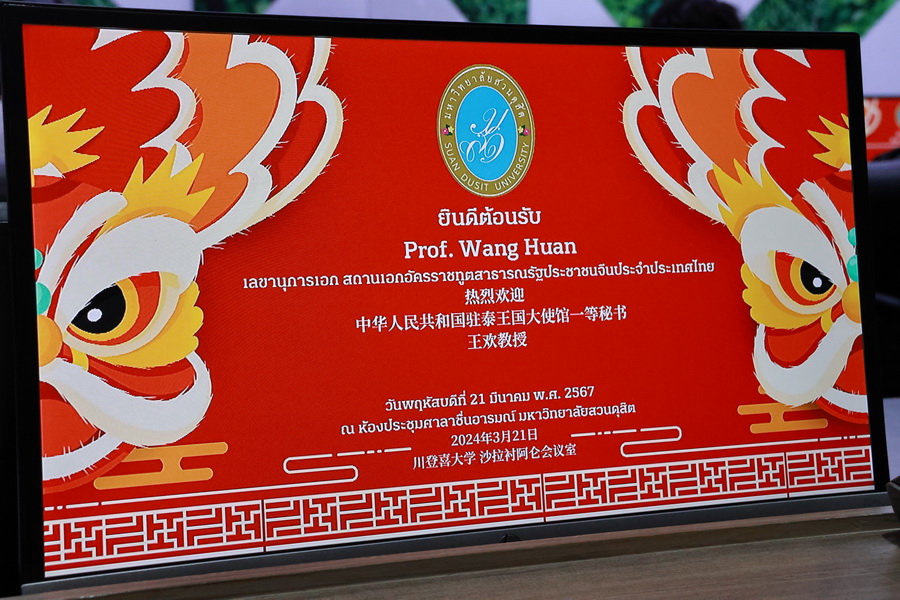 มหาวิทยาลัยสวนดุสิต
SUAN DUSIT UNIVERSITY
ยินดีต้อนรับ
Prof. Wang Huan
เลขานุการเอก สถานเอกอัครราชทูตสาธารณรัฐประชาชนจีนประจำประเทศไทย
热烈欢迎
中华人民共和国驻泰王国大使馆一等秘书
王欢教授
วันพฤหัสบดีที่ 21 มีนาคม พ.ศ. 2567
ณ ห้องประชุมศาลาชื่นอารมณ์ มหาวิทยาลัยสวนดุสิต
2024年3月21日
川登喜大学 沙拉衬阿仑会议室